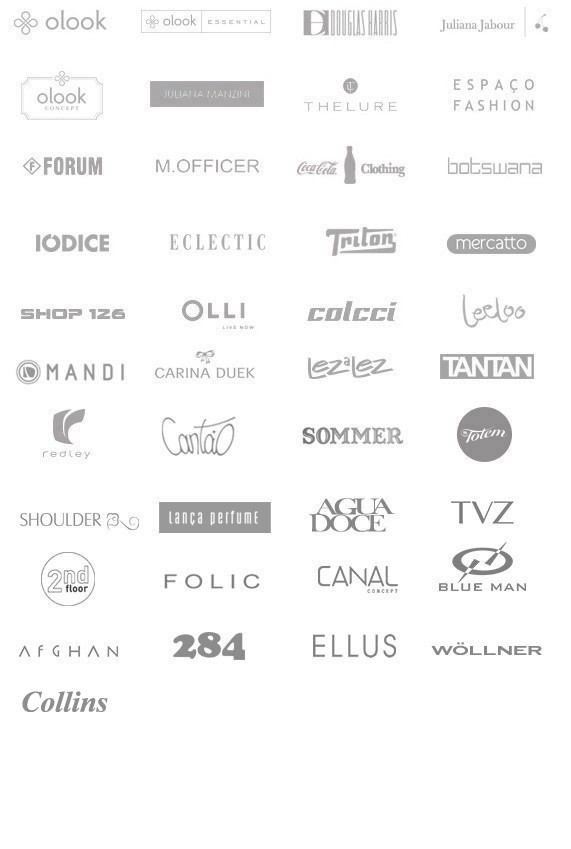 olook
olook ESSENTIAL
DOUGLAS HARRIS
Juliana Jabour
olook
CONCEPT
JULIANA MANZINI
THELURE
ESPAÇO
FASHION
FORUM
M.OFFICER
Coca-Cola Clothing
botswana
IÓDICE
ECLECTIC
Triton
mercatto
SHOP 126
OLLI
LIVE NOW
colcci
Leeloo
MANDI
CARINA DUEK
LEZ a LEZ
TANTAN
redley
Cantão
SOMMER
Totem
SHOULDER
Lança perfumE
AGUA
DOCE
TVZ
2nd
floor
FOLIC
CANAL
CONCEPT
BLUE MAN
AFGHAN
284
ELLUS
WÖLLNER
Collins